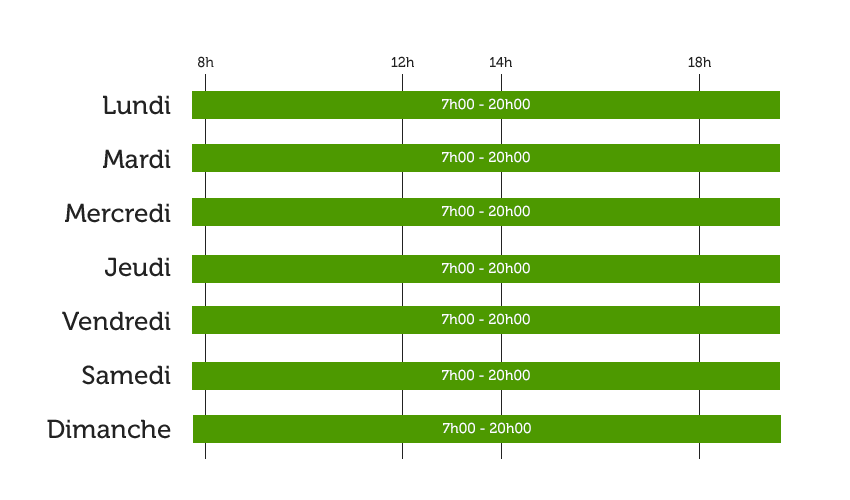 8h 12h 14h 18h
Lundi 7h00 - 20h00
Mardi 7h00 - 20h00
Mercredi 7h00 - 20h00
Jeudi 7h00 - 20h00
Vendredi 7h00 - 20h00
Samedi 7h00 - 20h00
Dimanche 7h00 - 20h00